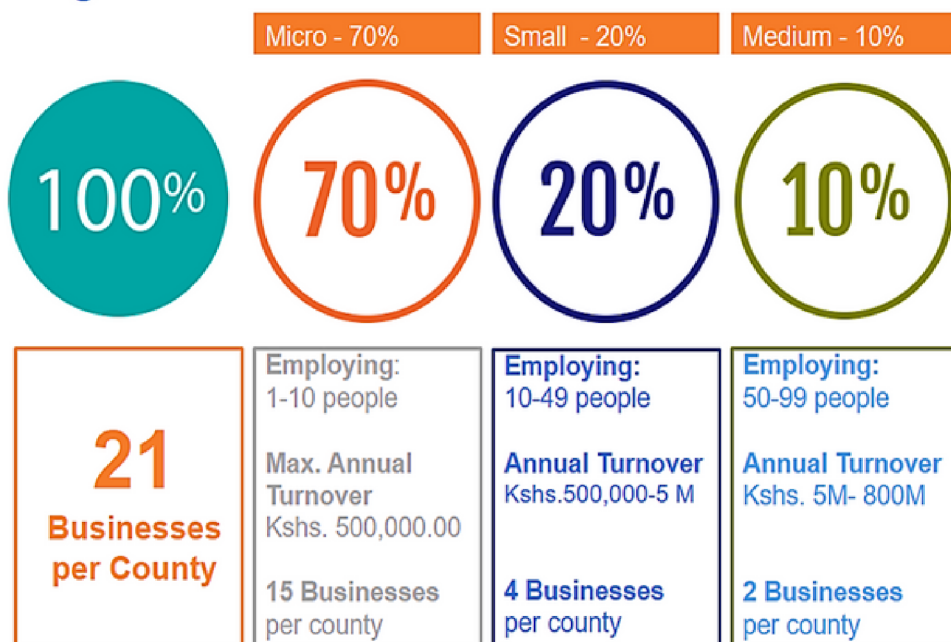 Micro - 70%
Small - 20%
Medium - 10%
100%
70%
20%
10%
21
Businesses
per County
Employing:
1-10 people
Max. Annual
Turnover
Kshs. 500,000.00
15 Businesses
per county
Employing:
10-49 people
Annual Turnover
Kshs.500,000-5 M
4 Businesses
per county
Employing:
50-99 people
Annual Turnover
Kshs. 5M- 800M
2 Businesses
per county